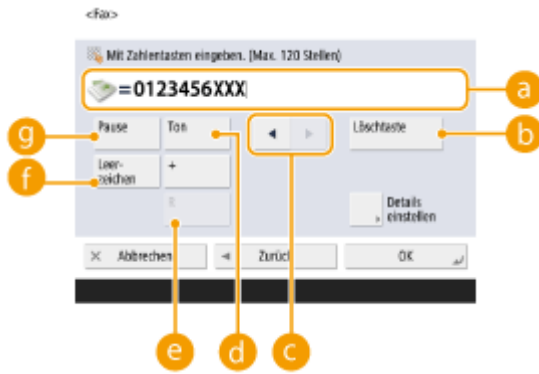 <Fax>
Mit Zahlentasten eingeben. (Max. 120 Stellen)
=0123456XXX
a
Pause Ton Löschtaste
g b
Leer-
zeichen +
f
R Details
einstellen
Abbrechen Zurück OK
e d c